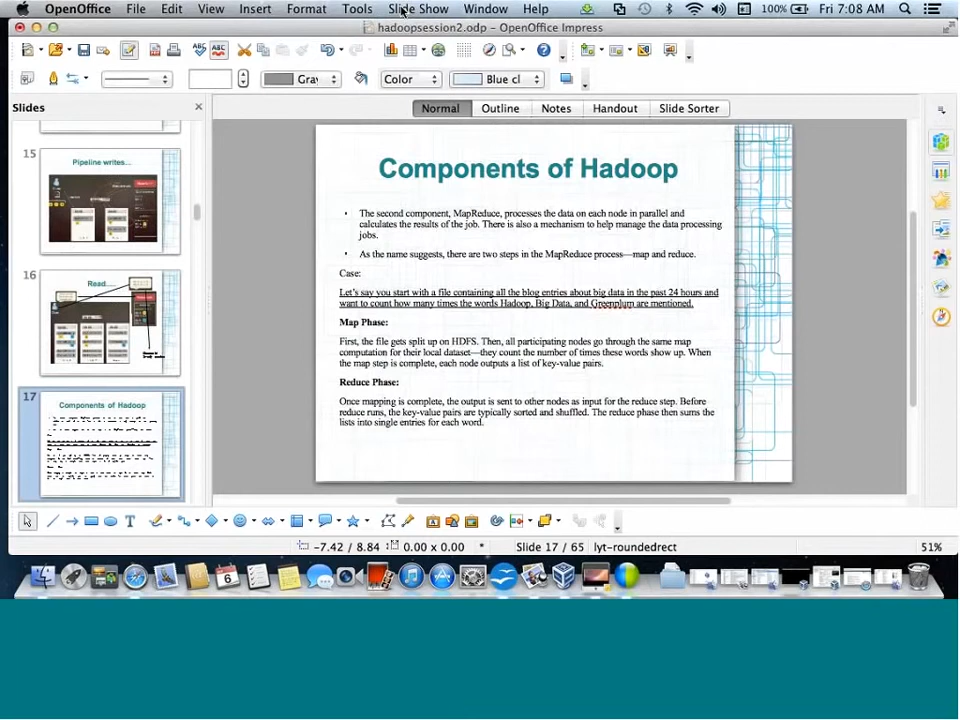 OpenOffice File Edit View Insert Format Tools Slide Show Window Help 100% Fri 7:08 AM
hadoopsession2.odp - OpenOffice Impress
Gray Color Blue cl
Slides
Normal Outline Notes Handout Slide Sorter
15
Pipeline writes...
16
Read....
17
Components of Hadoop
Components of Hadoop
• The second component, MapReduce, processes the data on each node in parallel and
calculates the results of the job. There is also a mechanism to help manage the data processing
jobs.
• As the name suggests, there are two steps in the MapReduce process—map and reduce.
Case:
Let's say you start with a file containing all the blog entries about big data in the past 24 hours and
want to count how many times the words Hadoop, Big Data, and Greenplum are mentioned.
Map Phase:
First, the file gets split up on HDFS. Then, all participating nodes go through the same map
computation for their local dataset—they count the number of times these words show up. When
the map step is complete, each node outputs a list of key-value pairs.
Reduce Phase:
Once mapping is complete, the output is sent to other nodes as input for the reduce step. Before
reduce runs, the key-value pairs are typically sorted and shuffled. The reduce phase then sums the
lists into single entries for each word.
-7.42 / 8.84 0.00 x 0.00 * Slide 17 / 65 lyt-roundedrect 51%
6